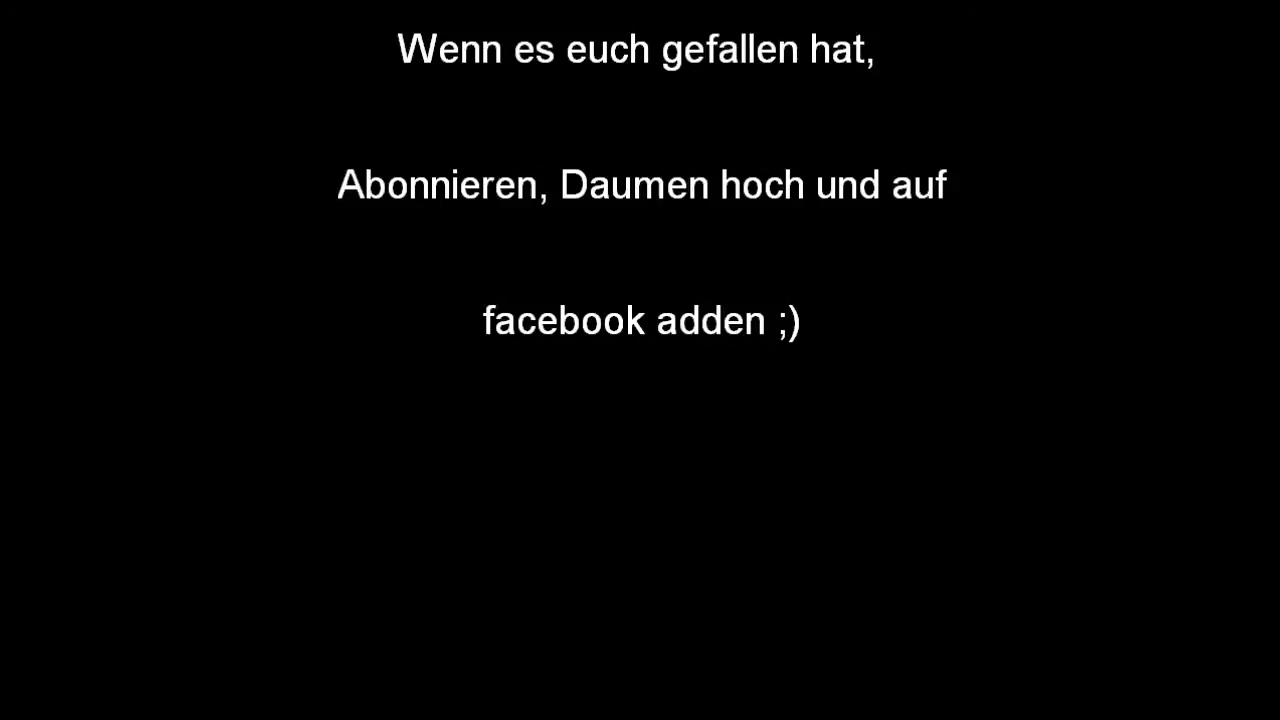 Wenn es euch gefallen hat,
Abonnieren, Daumen hoch und auf
facebook adden ;)